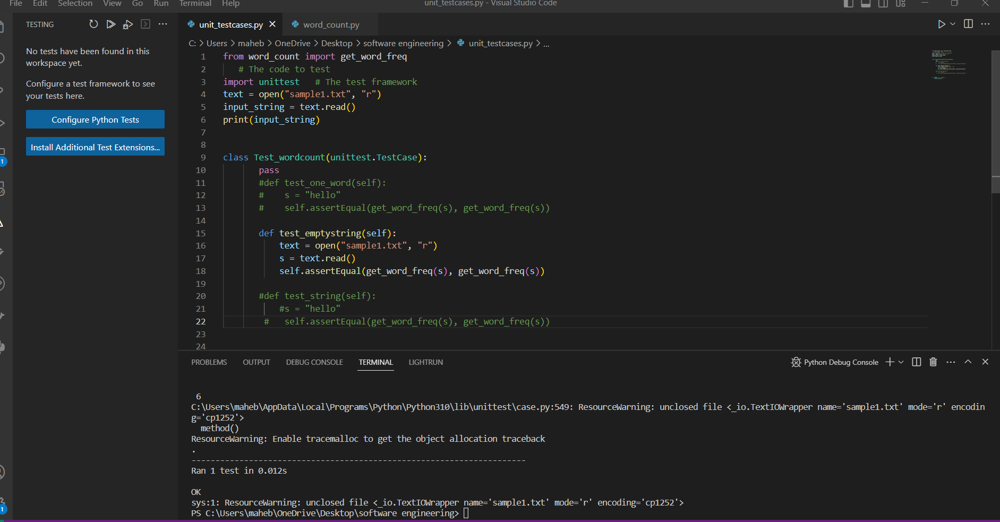 File Edit Selection View Go Run Terminal Help
unit_testcases.py - Visual Studio Code
TESTING
No tests have been found in this
workspace yet.
Configure a test framework to see
your tests here.
Configure Python Tests
Install Additional Test Extensions...
1
1
unit_testcases.py
word_count.py
C: > Users > maheb > OneDrive > Desktop > software engineering > unit_testcases.py > ...
1 from word_count import get_word_freq
2 # The code to test
3 import unittest # The test framework
4 text = open("sample1.txt", "r")
5 input_string = text.read()
6 print(input_string)
7
8
9 class Test_wordcount(unittest.TestCase):
10 pass
11 #def test_one_word(self):
12 # s = "hello"
13 # self.assertEqual(get_word_freq(s), get_word_freq(s))
14
15 def test_emptystring(self):
16 text = open("sample1.txt", "r")
17 s = text.read()
18 self.assertEqual(get_word_freq(s), get_word_freq(s))
19
20 #def test_string(self):
21 #s = "hello"
22 # self.assertEqual(get_word_freq(s), get_word_freq(s))
23
24
PROBLEMS OUTPUT DEBUG CONSOLE TERMINAL LIGHTRUN
Python Debug Console
6
C:\Users\maheb\AppData\Local\Programs\Python\Python310\lib\unittest\case.py:549: ResourceWarning: unclosed file <_io.TextIOWrapper name='sample1.txt' mode='r' encodin
g='cp1252'>
method()
ResourceWarning: Enable tracemalloc to get the object allocation traceback
.
----------------------------------------------------------------------
Ran 1 test in 0.012s
OK
sys:1: ResourceWarning: unclosed file <_io.TextIOWrapper name='sample1.txt' mode='r' encoding='cp1252'>
PS C:\Users\maheb\OneDrive\Desktop\software engineering>